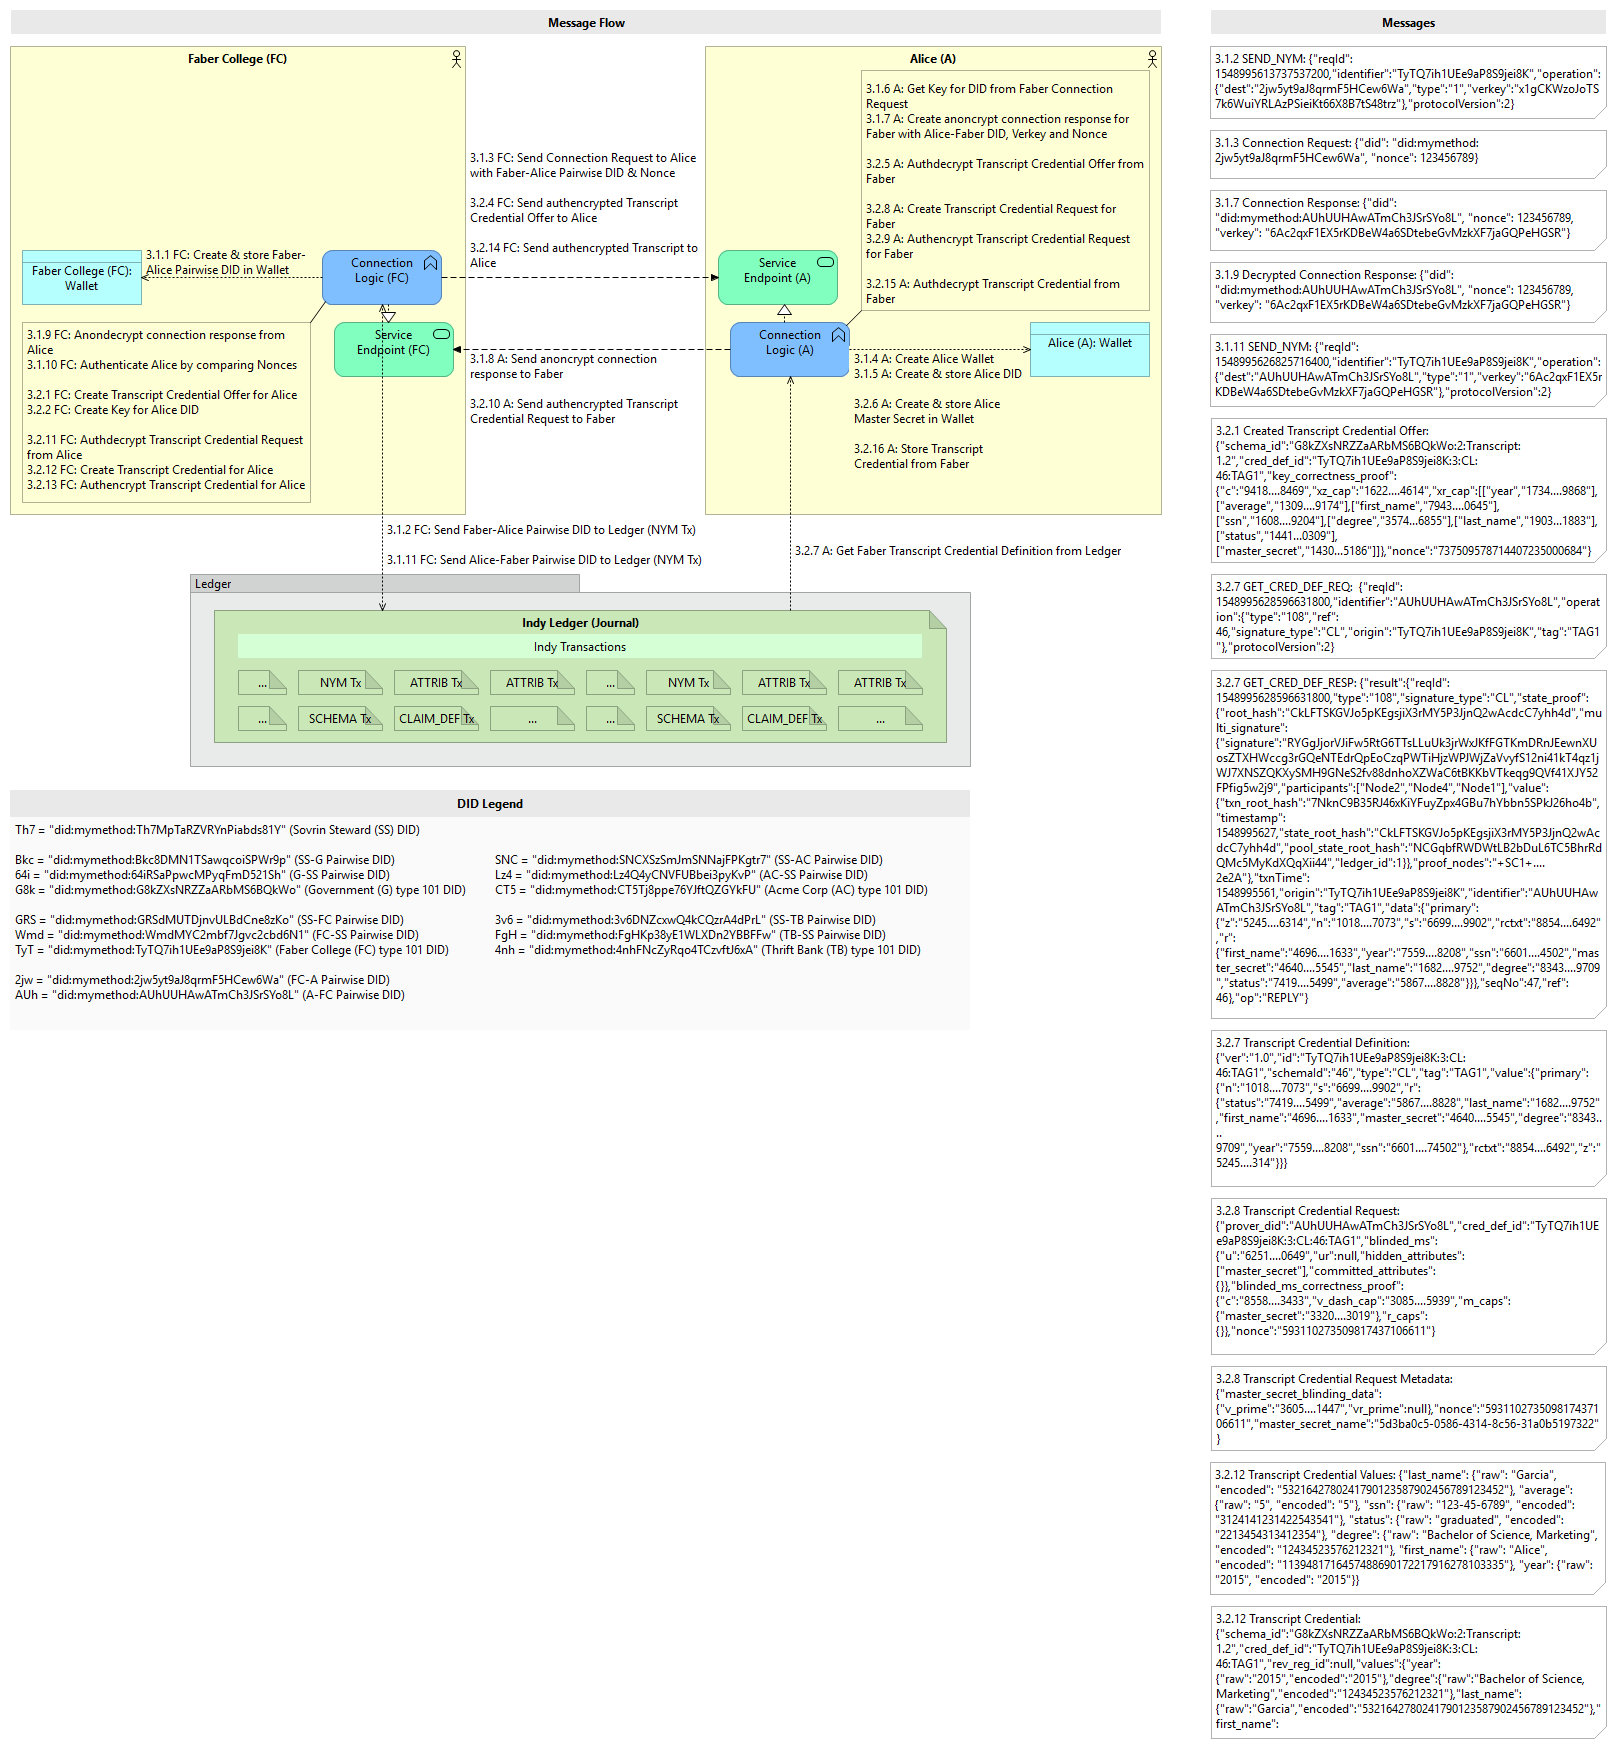 Message Flow
Faber College (FC)
Alice (A)
3.1.6 A: Get Key for DID from Faber Connection
Request
3.1.7 A: Create anoncrypt connection response for
Faber with Alice-Faber DID, Verkey and Nonce
3.2.5 A: Authdecrypt Transcript Credential Offer from
Faber
3.2.8 A: Create Transcript Credential Request for
Faber
3.2.9 A: Authencrypt Transcript Credential Request
for Faber
3.2.15 A: Authdecrypt Transcript Credential from
Faber
3.1.3 FC: Send Connection Request to Alice
with Faber-Alice Pairwise DID & Nonce
3.2.4 FC: Send authencrypted Transcript
Credential Offer to Alice
3.2.14 FC: Send authencrypted Transcript to
Alice
Faber College (FC):
Wallet
3.1.1 FC: Create & store Faber-
Alice Pairwise DID in Wallet
Connection
Logic (FC)
Service
Endpoint (A)
3.1.9 FC: Anondecrypt connection response from
Alice
3.1.10 FC: Authenticate Alice by comparing Nonces
3.2.1 FC: Create Transcript Credential Offer for Alice
3.2.2 FC: Create Key for Alice DID
3.2.11 FC: Authdecrypt Transcript Credential Request
from Alice
3.2.12 FC: Create Transcript Credential for Alice
3.2.13 FC: Authencrypt Transcript Credential for Alice
Service
Endpoint (FC)
3.1.8 A: Send anoncrypt connection
response to Faber
3.2.10 A: Send authencrypted Transcript
Credential Request to Faber
Connection
Logic (A)
Alice (A): Wallet
3.1.4 A: Create Alice Wallet
3.1.5 A: Create & store Alice DID
3.2.6 A: Create & store Alice
Master Secret in Wallet
3.2.16 A: Store Transcript
Credential from Faber
3.1.2 FC: Send Faber-Alice Pairwise DID to Ledger (NYM Tx)
3.1.11 FC: Send Alice-Faber Pairwise DID to Ledger (NYM Tx)
3.2.7 A: Get Faber Transcript Credential Definition from Ledger
Ledger
Indy Ledger (Journal)
Indy Transactions
... NYM Tx ATTRIB Tx ATTRIB Tx ... NYM Tx ATTRIB Tx ATTRIB Tx
... SCHEMA Tx CLAIM_DEF Tx ... ... SCHEMA Tx CLAIM_DEF Tx ...
DID Legend
Th7 = "did:mymethod:Th7MpTaRZVRYnPiabds81Y" (Sovrin Steward (SS) DID)
Bkc = "did:mymethod:Bkc8DMN1TSawqcoiSPWr9p" (SS-G Pairwise DID)
64i = "did:mymethod:64iRSaPpwcMPyqFmD521Sh" (G-SS Pairwise DID)
G8k = "did:mymethod:G8kZXsNRZZaARbMS6BQkWo" (Government (G) type 101 DID)
GRS = "did:mymethod:GRSdMUTDjnvULBdCne8zKo" (SS-FC Pairwise DID)
Wmd = "did:mymethod:WmdMYC2mbf7Jgvc2cbd6N1" (FC-SS Pairwise DID)
TyT = "did:mymethod:TyTQ7ih1UEe9aP8S9jei8K" (Faber College (FC) type 101 DID)
2jw = "did:mymethod:2jw5yt9aJ8qrmF5HCew6Wa" (FC-A Pairwise DID)
AUh = "did:mymethod:AUhUUHAwATmCh3JSrSYo8L" (A-FC Pairwise DID)
SNC = "did:mymethod:SNCXSzSmJmSNNajFPKgtr7" (SS-AC Pairwise DID)
Lz4 = "did:mymethod:Lz4Q4yCNVFUBbei3pyKvP" (AC-SS Pairwise DID)
CT5 = "did:mymethod:CT5Tj8ppe76YJftQZGYkFU" (Acme Corp (AC) type 101 DID)
3v6 = "did:mymethod:3v6DNZcxwQ4kCQzrA4dPrL" (SS-TB Pairwise DID)
FgH = "did:mymethod:FgHKp38yE1WLXDn2YBBFFw" (TB-SS Pairwise DID)
4nh = "did:mymethod:4nhFNcZyRqo4TCzvftJ6xA" (Thrift Bank (TB) type 101 DID)
Messages
3.1.2 SEND_NYM: {"reqId":
1548995613737537200,"identifier":"TyTQ7ih1UEe9aP8S9jei8K","operation":
{"dest":"2jw5yt9aJ8qrmF5HCew6Wa","type":"1","verkey":"x1gCKWzoJoTS
7k6WuiYRLAzPSieiKt66X8B7tS48trz"},"protocolVersion":2}
3.1.3 Connection Request: {"did": "did:mymethod:
2jw5yt9aJ8qrmF5HCew6Wa", "nonce": 123456789}
3.1.7 Connection Response: {"did":
"did:mymethod:AUhUUHAwATmCh3JSrSYo8L", "nonce": 123456789,
"verkey": "6Ac2qxF1EX5rKDBeW4a6SDtebeGvMzkXF7jaGQPeHGSR"}
3.1.9 Decrypted Connection Response: {"did":
"did:mymethod:AUhUUHAwATmCh3JSrSYo8L", "nonce": 123456789,
"verkey": "6Ac2qxF1EX5rKDBeW4a6SDtebeGvMzkXF7jaGQPeHGSR"}
3.1.11 SEND_NYM: {"reqId":
1548995626825716400,"identifier":"TyTQ7ih1UEe9aP8S9jei8K","operation":
{"dest":"AUhUUHAwATmCh3JSrSYo8L","type":"1","verkey":"6Ac2qxF1EX5r
KDBeW4a6SDtebeGvMzkXF7jaGQPeHGSR"},"protocolVersion":2}
3.2.1 Created Transcript Credential Offer:
{"schema_id":"G8kZXsNRZZaARbMS6BQkWo:2:Transcript:
1.2","cred_def_id":"TyTQ7ih1UEe9aP8S9jei8K:3:CL:
46:TAG1","key_correctness_proof":
{"c":"9418....8469","xz_cap":"1622....4614","xr_cap":[["year","1734....9868"],
["average","1309....9174"],["first_name","7943....0645"],
["ssn","1608....9204"],["degree","3574...6855"],["last_name","1903...1883"],
["status","1441...0309"],
["master_secret","1430...5186"]]},"nonce":"737509578714407235000684"}
3.2.7 GET_CRED_DEF_REQ:  {"reqId":
1548995628596631800,"identifier":"AUhUUHAwATmCh3JSrSYo8L","operat
ion":{"type":"108","ref":
46,"signature_type":"CL","origin":"TyTQ7ih1UEe9aP8S9jei8K","tag":"TAG1
"},"protocolVersion":2}
3.2.7 GET_CRED_DEF_RESP: {"result":{"reqId":
1548995628596631800,"type":"108","signature_type":"CL","state_proof":
{"root_hash":"CkLFTSKGVJo5pKEgsjiX3rMY5P3JjnQ2wAcdcC7yhh4d","mu
lti_signature":
{"signature":"RYGgJjorVJiFw5RtG6TTsLLuUk3jrWxJKfFGTKmDRnJEewnXU
osZTXHWccg3rGQeNTEdrQpEoCzqPWTiHjzWPJWjZaVvyfS12ni41kT4qz1j
WJ7XNSZQKXySMH9GNeS2fv88dnhoXZWaC6tBKKbVTkeqg9QVf41XJY52
FPfig5w2j9","participants":["Node2","Node4","Node1"],"value":
{"txn_root_hash":"7NknC9B35RJ46xKiYFuyZpx4GBu7hYbbn5SPkJ26ho4b",
"timestamp":
1548995627,"state_root_hash":"CkLFTSKGVJo5pKEgsjiX3rMY5P3JjnQ2wAc
dcC7yhh4d","pool_state_root_hash":"NCGqbfRWDWtLB2bDuL6TC5BhrRd
QMc5MyKdXQqXii44","ledger_id":1}},"proof_nodes":"+SC1+....
2e2A"},"txnTime":
1548995561,"origin":"TyTQ7ih1UEe9aP8S9jei8K","identifier":"AUhUUHAw
ATmCh3JSrSYo8L","tag":"TAG1","data":{"primary":
{"z":"5245....6314","n":"1018....7073","s":"6699....9902","rctxt":"8854....6492"
,"r":
{"first_name":"4696....1633","year":"7559....8208","ssn":"6601....4502","mas
ter_secret":"4640....5545","last_name":"1682....9752","degree":"8343....9709
","status":"7419....5499","average":"5867....8828"}}},"seqNo":47,"ref":
46},"op":"REPLY"}
3.2.7 Transcript Credential Definition:
{"ver":"1.0","id":"TyTQ7ih1UEe9aP8S9jei8K:3:CL:
46:TAG1","schemaId":"46","type":"CL","tag":"TAG1","value":{"primary":
{"n":"1018....7073","s":"6699....9902","r":
{"status":"7419....5499","average":"5867....8828","last_name":"1682....9752"
,"first_name":"4696....1633","master_secret":"4640....5545","degree":"8343..
..
9709","year":"7559....8208","ssn":"6601....74502"},"rctxt":"8854....6492","z":"
5245....314"}}}
3.2.8 Transcript Credential Request:
{"prover_did":"AUhUUHAwATmCh3JSrSYo8L","cred_def_id":"TyTQ7ih1UE
e9aP8S9jei8K:3:CL:46:TAG1","blinded_ms":
{"u":"6251....0649","ur":null,"hidden_attributes":
["master_secret"],"committed_attributes":
{}},"blinded_ms_correctness_proof":
{"c":"8558....3433","v_dash_cap":"3085....5939","m_caps":
{"master_secret":"3320....3019"},"r_caps":
{}},"nonce":"593110273509817437106611"}
3.2.8 Transcript Credential Request Metadata:
{"master_secret_blinding_data":
{"v_prime":"3605....1447","vr_prime":null},"nonce":"5931102735098174371
06611","master_secret_name":"5d3ba0c5-0586-4314-8c56-31a0b5197322"
}
3.2.12 Transcript Credential Values: {"last_name": {"raw": "Garcia",
"encoded": "5321642780241790123587902456789123452"}, "average":
{"raw": "5", "encoded": "5"}, "ssn": {"raw": "123-45-6789", "encoded":
"3124141231422543541"}, "status": {"raw": "graduated", "encoded":
"2213454313412354"}, "degree": {"raw": "Bachelor of Science, Marketing",
"encoded": "12434523576212321"}, "first_name": {"raw": "Alice",
"encoded": "1139481716457488690172217916278103335"}, "year": {"raw":
"2015", "encoded": "2015"}}
3.2.12 Transcript Credential:
{"schema_id":"G8kZXsNRZZaARbMS6BQkWo:2:Transcript:
1.2","cred_def_id":"TyTQ7ih1UEe9aP8S9jei8K:3:CL:
46:TAG1","rev_reg_id":null,"values":{"year":
{"raw":"2015","encoded":"2015"},"degree":{"raw":"Bachelor of Science,
Marketing","encoded":"12434523576212321"},"last_name":
{"raw":"Garcia","encoded":"5321642780241790123587902456789123452"},"
first_name":